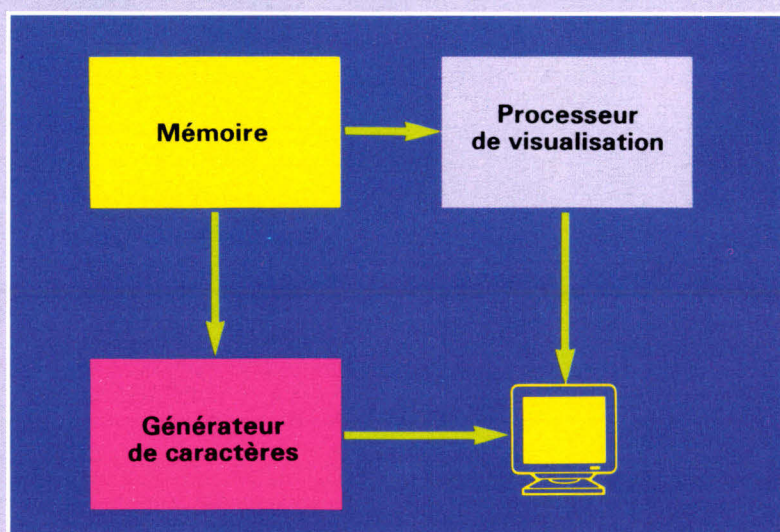 Mémoire
Processeur
de visualisation
Générateur
de caractères